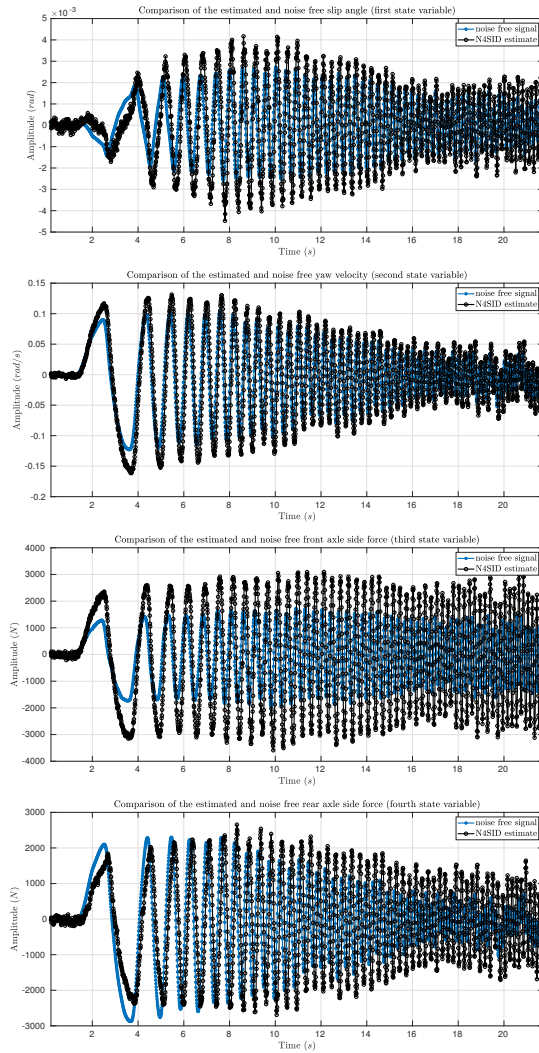 Comparison of the estimated and noise free slip angle (first state variable)
×10⁻³
5
4
3
2
1
0
-1
-2
-3
-4
-5
Amplitude (rad)
noise free signal
N4SID estimate
2 4 6 8 10 12 14 16 18 20
Time (s)
Comparison of the estimated and noise free yaw velocity (second state variable)
0.15
0.1
0.05
0
-0.05
-0.1
-0.15
-0.2
Amplitude (rad/s)
noise free signal
N4SID estimate
2 4 6 8 10 12 14 16 18 20
Time (s)
Comparison of the estimated and noise free front axle side force (third state variable)
4000
3000
2000
1000
0
-1000
-2000
-3000
-4000
Amplitude (N)
noise free signal
N4SID estimate
2 4 6 8 10 12 14 16 18 20
Time (s)
Comparison of the estimated and noise free rear axle side force (fourth state variable)
3000
2000
1000
0
-1000
-2000
-3000
Amplitude (N)
noise free signal
N4SID estimate
2 4 6 8 10 12 14 16 18 20
Time (s)